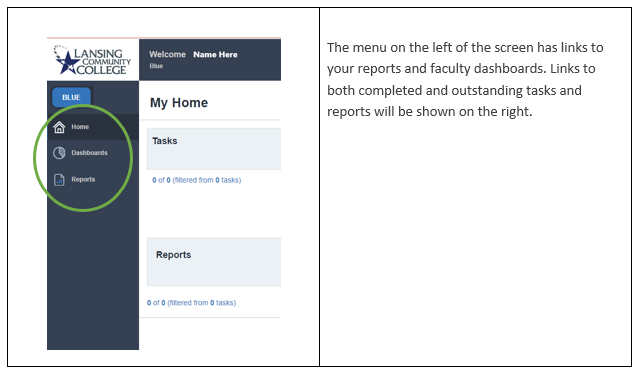 LANSING
COMMUNITY
COLLEGE
Welcome Name Here
Blue
BLUE
Home
Dashboards
Reports
My Home
Tasks
0 of 0 (filtered from 0 tasks)
Reports
0 of 0 (filtered from 0 tasks)
The menu on the left of the screen has links to
your reports and faculty dashboards. Links to
both completed and outstanding tasks and
reports will be shown on the right.